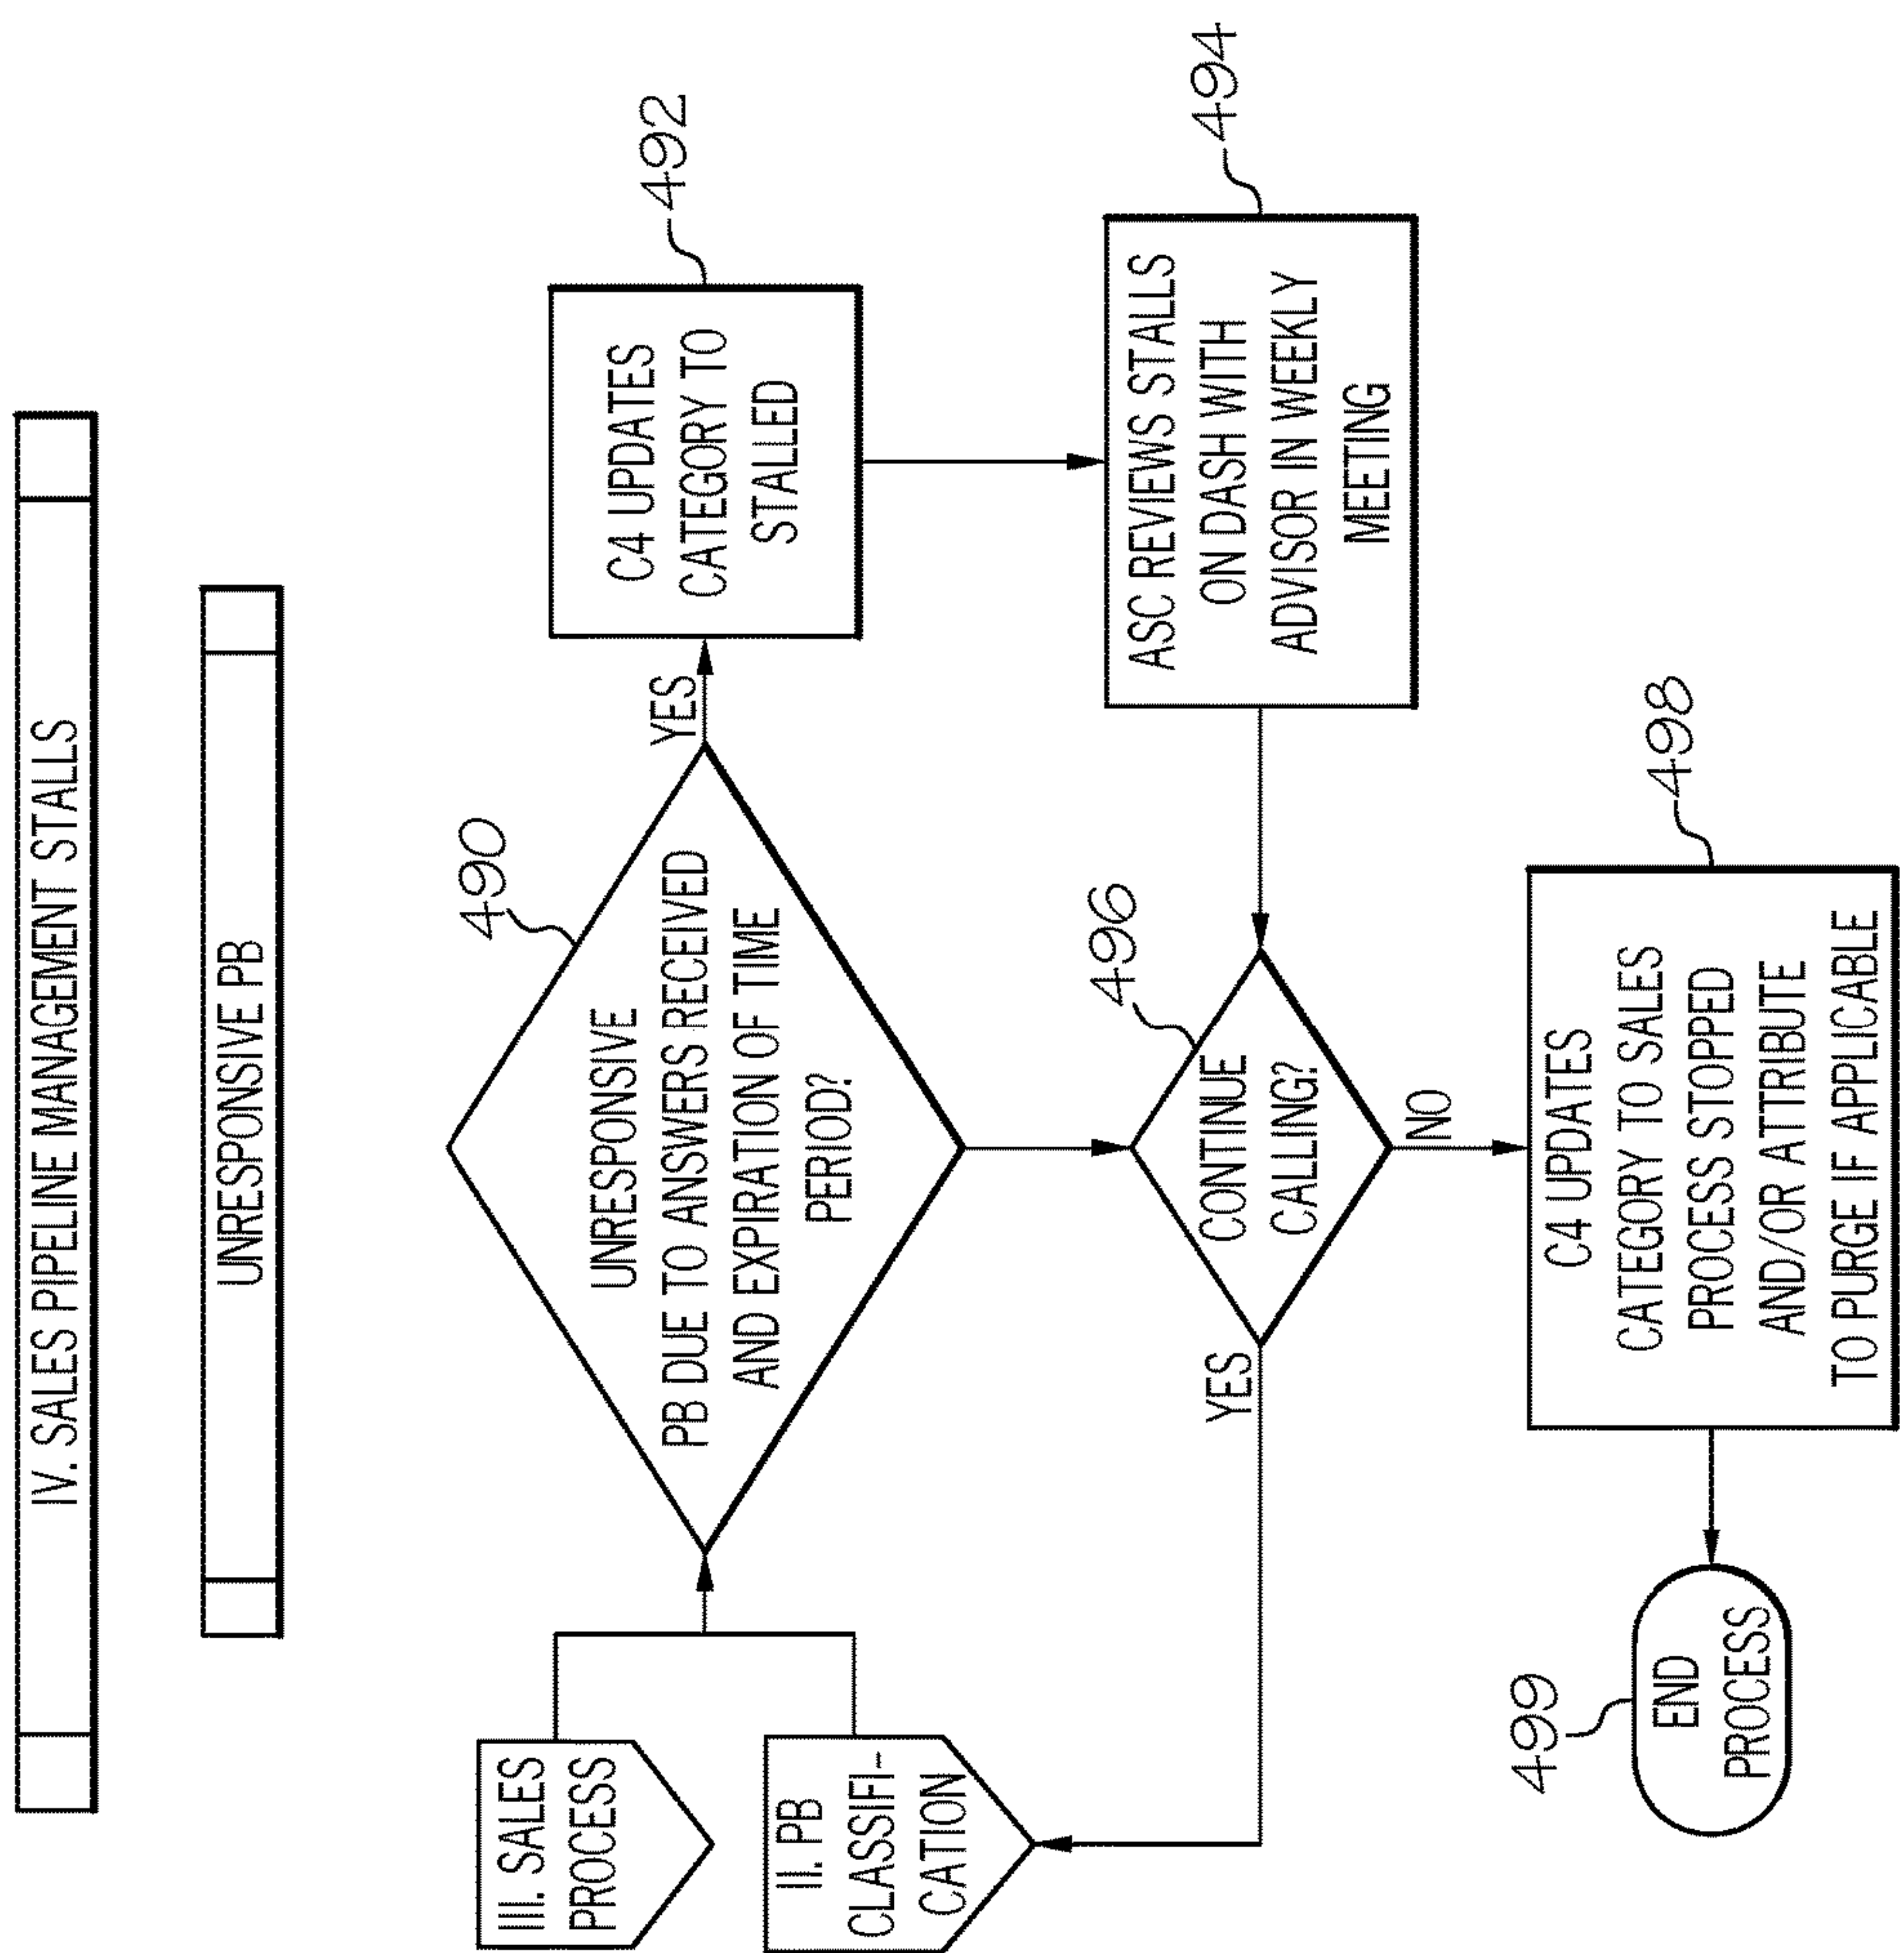 IV. SALES PIPELINE MANAGEMENT STALLS
UNRESPONSIVE PB
III. SALES
PROCESS
II. PB
CLASSIFI-
CATION
490
UNRESPONSIVE
PB DUE TO ANSWERS RECEIVED
AND EXPIRATION OF TIME
PERIOD?
YES
492
C4 UPDATES
CATEGORY TO
STALLED
494
ASC REVIEWS STALLS
ON DASH WITH
ADVISOR IN WEEKLY
MEETING
496
CONTINUE
CALLING?
YES
NO
498
C4 UPDATES
CATEGORY TO SALES
PROCESS STOPPED
AND/OR ATTRIBUTE
TO PURGE IF APPLICABLE
499
END
PROCESS